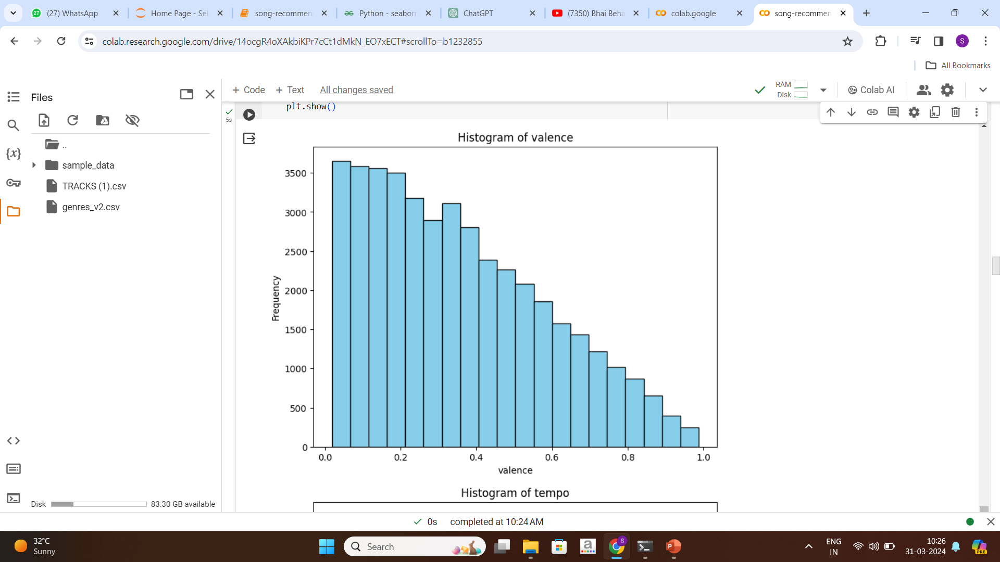 (27) WhatsApp
Home Page - Sel
song-recommen
Python - seaborn
ChatGPT
(7350) Bhai Beha
colab.google
song-recommen
colab.research.google.com/drive/14ocgR4oXAkbiKPr7cCt1dMkN_EO7xECT#scrollTo=b1232855
S
All Bookmarks
Files
+ Code + Text All changes saved
RAM
Disk
Colab AI
..
sample_data
TRACKS (1).csv
genres_v2.csv
{x}
5s
plt.show()
Histogram of valence
Frequency
3500
3000
2500
2000
1500
1000
500
0
0.0 0.2 0.4 0.6 0.8 1.0
valence
Histogram of tempo
Disk 83.30 GB available
0s completed at 10:24 AM
32°C
Sunny
Search
ENG
IN
10:26
31-03-2024
PRE